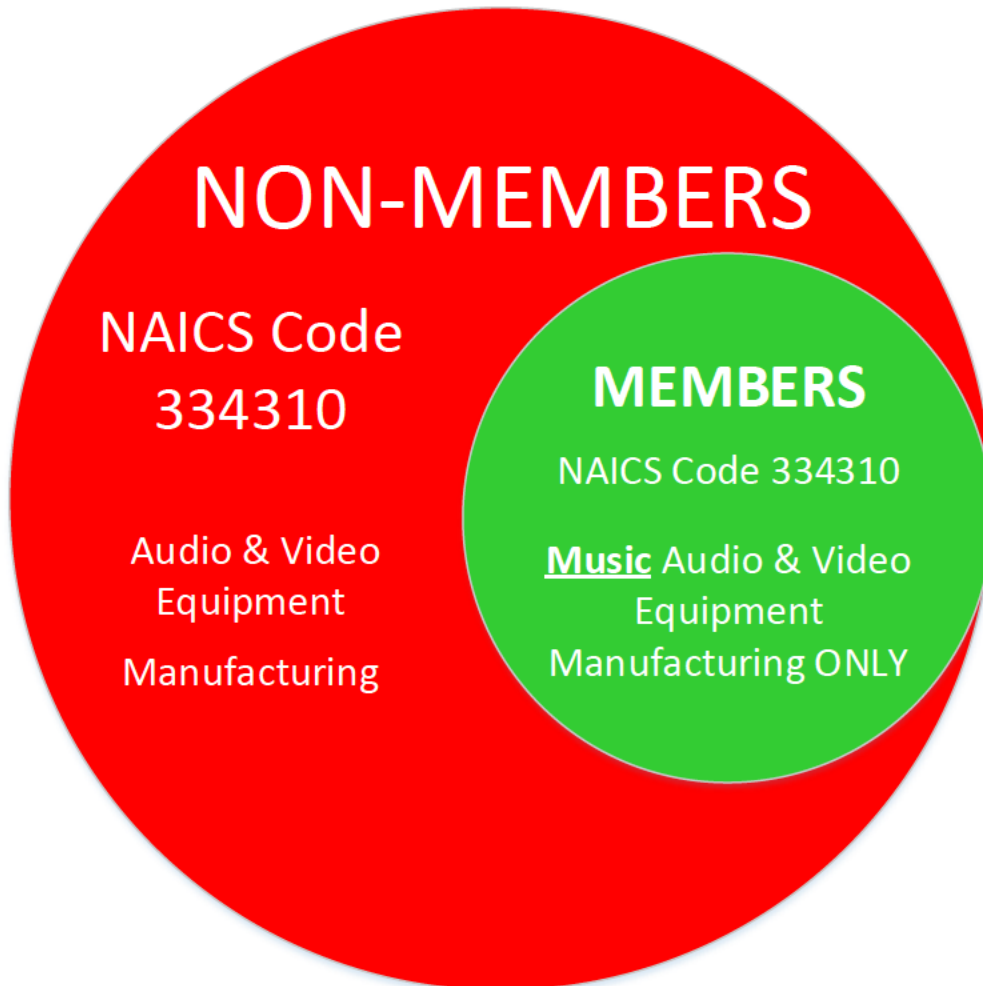 NON-MEMBERS
NAICS Code
334310
Audio & Video
Equipment
Manufacturing
MEMBERS
NAICS Code 334310
Music Audio & Video
Equipment
Manufacturing ONLY